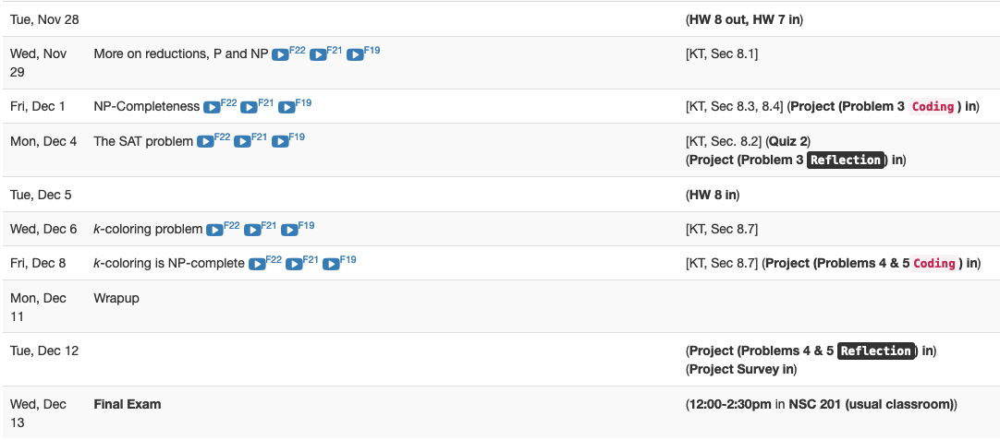 Tue, Nov 28 (HW 8 out, HW 7 in)
Wed, Nov 29 More on reductions, P and NP F22 F21 F19 [KT, Sec 8.1]
Fri, Dec 1 NP-Completeness F22 F21 F19 [KT, Sec 8.3, 8.4] (Project (Problem 3 Coding ) in)
Mon, Dec 4 The SAT problem F22 F21 F19 [KT, Sec. 8.2] (Quiz 2)
(Project (Problem 3 Reflection ) in)
Tue, Dec 5 (HW 8 in)
Wed, Dec 6 k-coloring problem F22 F21 F19 [KT, Sec 8.7]
Fri, Dec 8 k-coloring is NP-complete F22 F21 F19 [KT, Sec 8.7] (Project (Problems 4 & 5 Coding ) in)
Mon, Dec 11 Wrapup
Tue, Dec 12 (Project (Problems 4 & 5 Reflection ) in)
(Project Survey in)
Wed, Dec 13 Final Exam (12:00-2:30pm in NSC 201 (usual classroom))